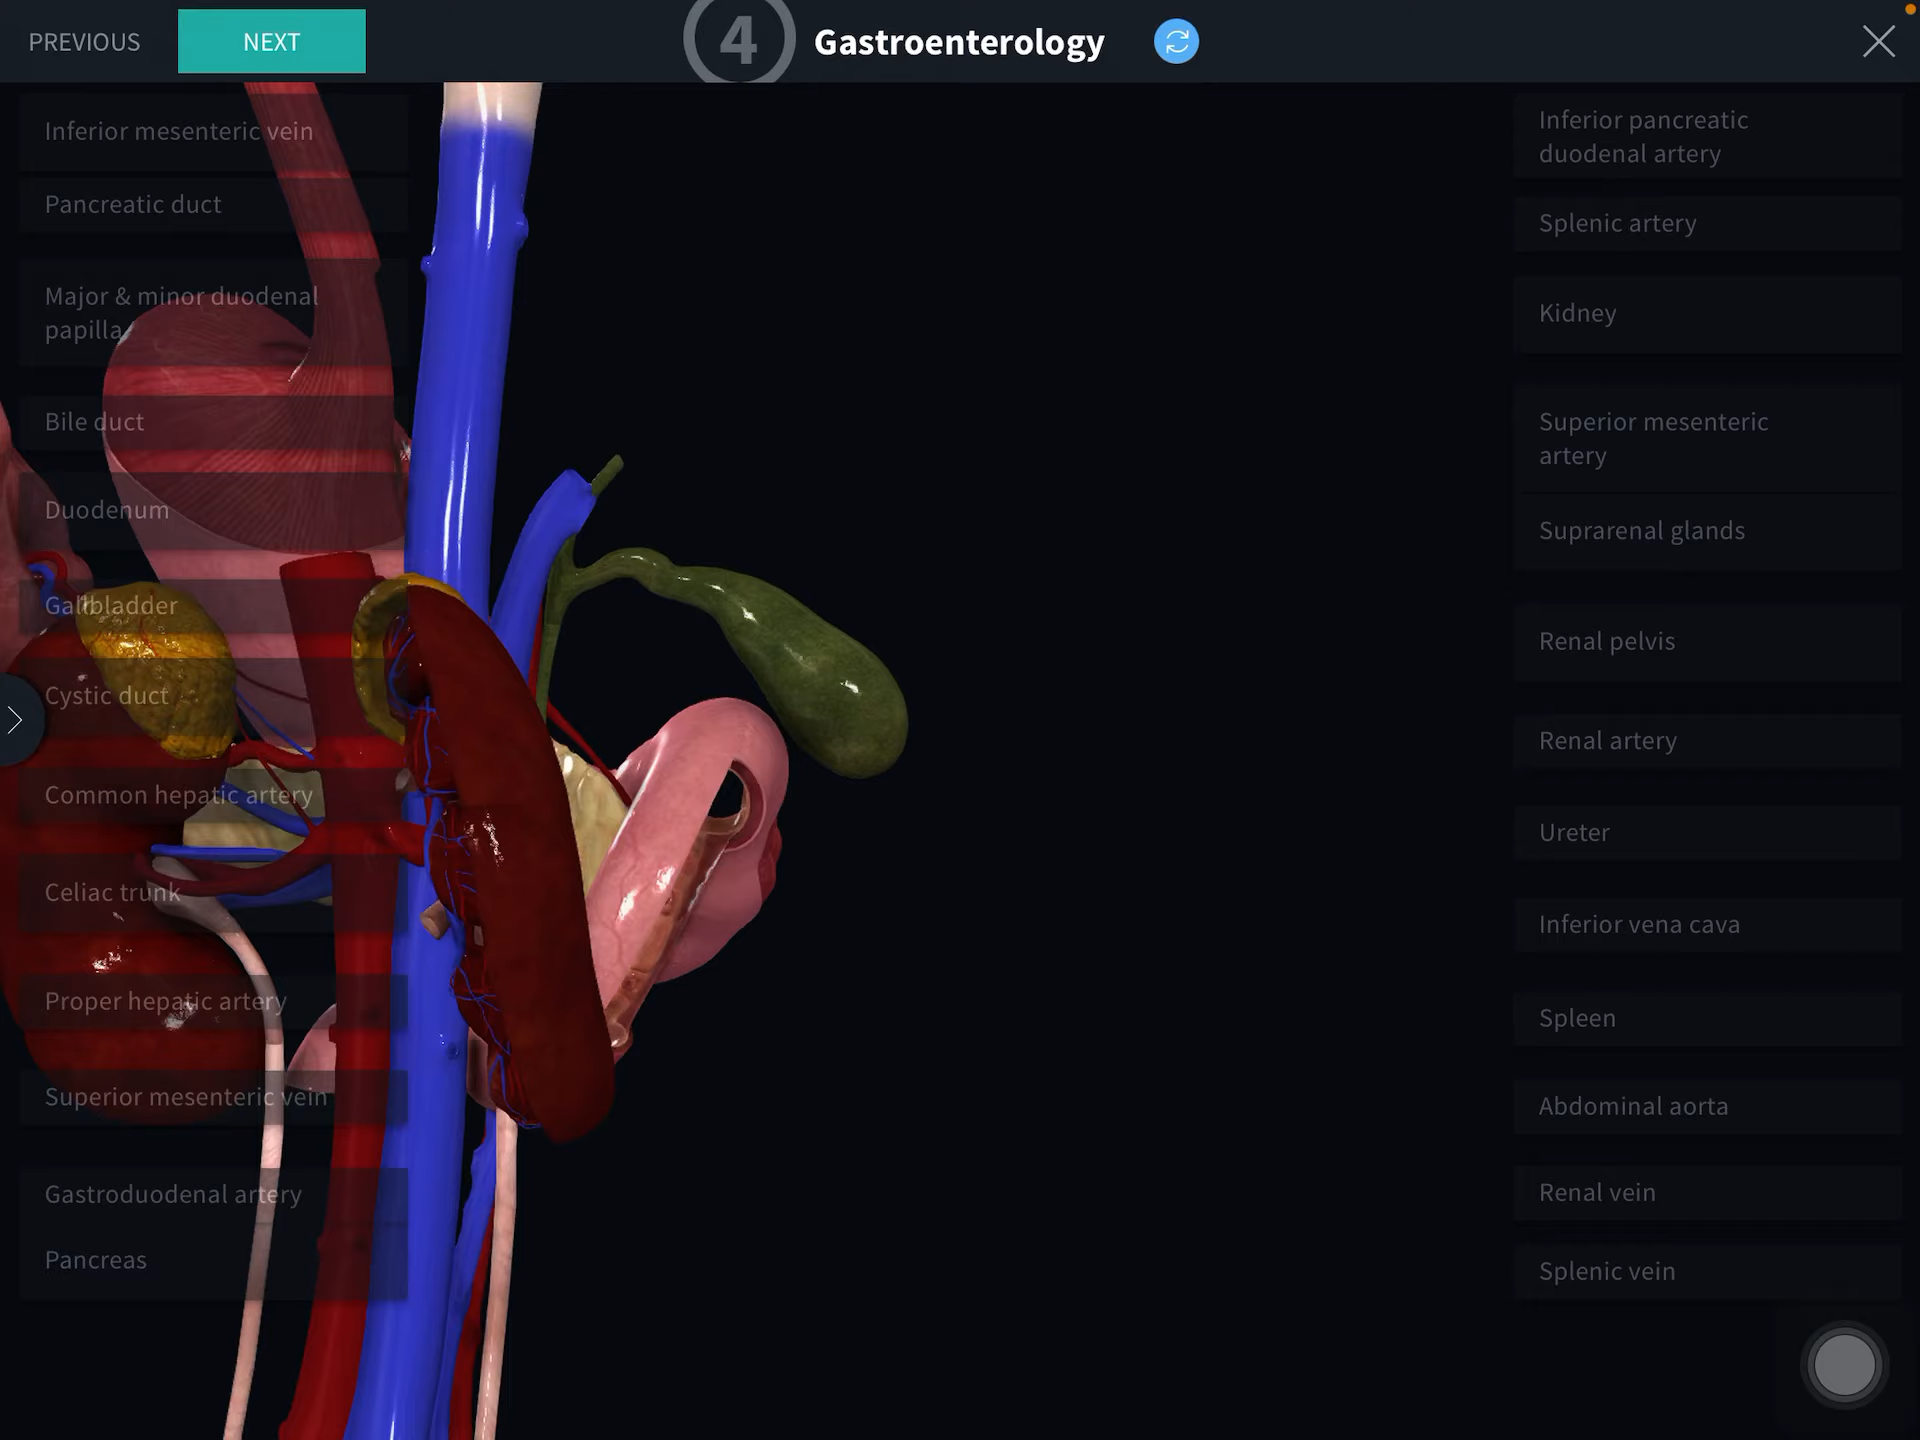 PREVIOUS
NEXT
4
Gastroenterology
Inferior mesenteric vein
Pancreatic duct
Major & minor duodenal
papilla
Bile duct
Duodenum
Gallbladder
Cystic duct
Common hepatic artery
Celiac trunk
Proper hepatic artery
Superior mesenteric vein
Gastroduodenal artery
Pancreas
Inferior pancreatic
duodenal artery
Splenic artery
Kidney
Superior mesenteric
artery
Suprarenal glands
Renal pelvis
Renal artery
Ureter
Inferior vena cava
Spleen
Abdominal aorta
Renal vein
Splenic vein